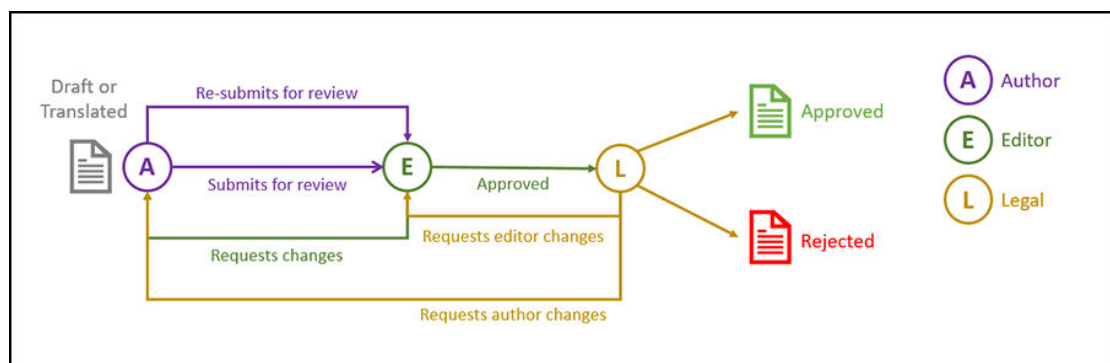 Draft or
Translated
Re-submits for review
A
Submits for review
E
Approved
L
Requests changes
Requests editor changes
Requests author changes
Approved
Rejected
A Author
E Editor
L Legal